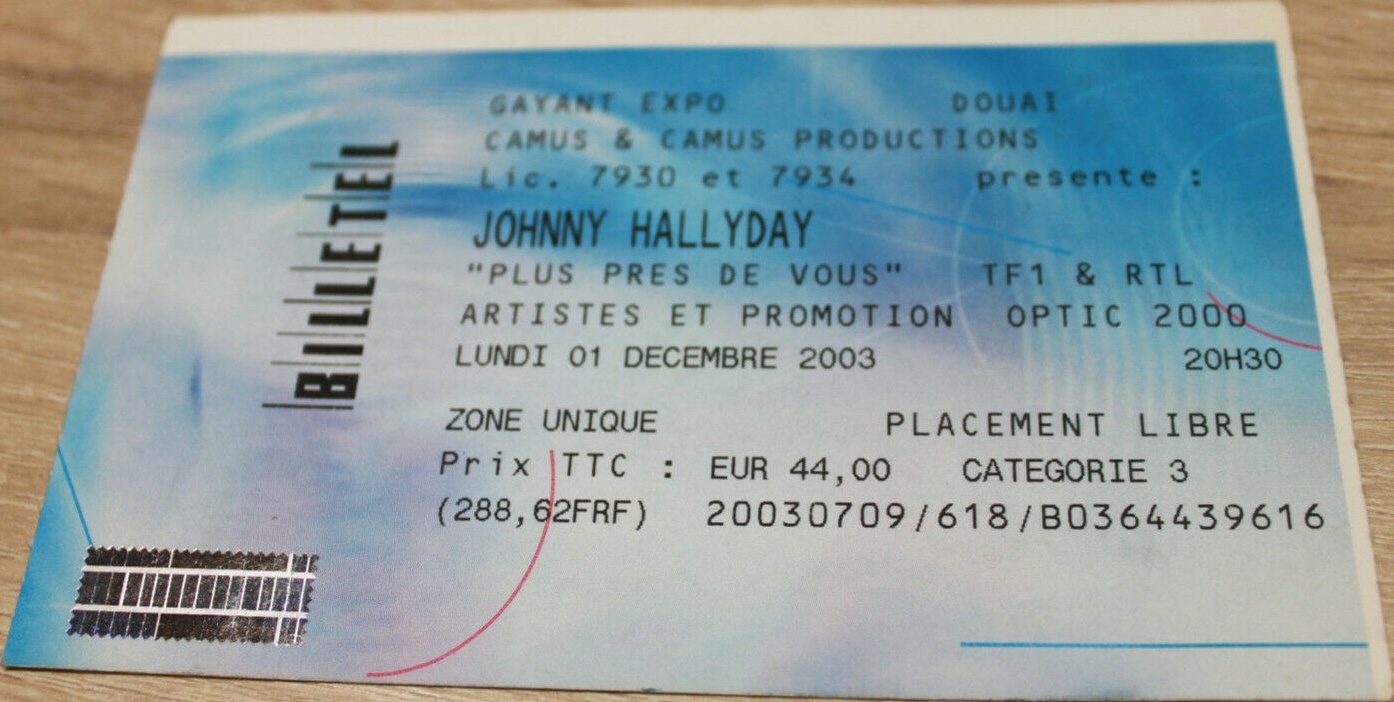 BILLETEL
GAYANT EXPO DOUAI
CAMUS & CAMUS PRODUCTIONS
Lic. 7930 et 7934 presente :
JOHNNY HALLYDAY
"PLUS PRES DE VOUS" TF1 & RTL
ARTISTES ET PROMOTION OPTIC 2000
LUNDI 01 DECEMBRE 2003 20H30
ZONE UNIQUE PLACEMENT LIBRE
Prix TTC : EUR 44,00 CATEGORIE 3
(288,62FRF) 20030709/618/B0364439616